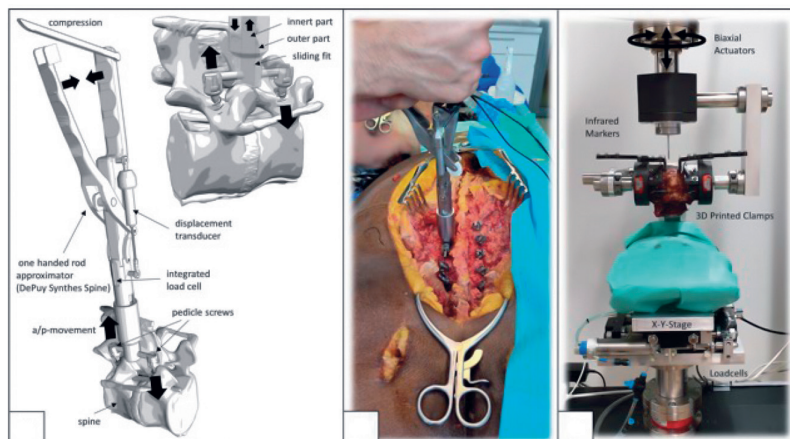 compression
innert part
outer part
sliding fit
displacement
transducer
one handed rod
approximator
(DePuy Synthes Spine)
integrated
load cell
a/p-movement
pedicle screws
spine
Biaxial
Actuators
Infrared
Markers
3D Printed Clamps
X-Y-Stage
Loadcells